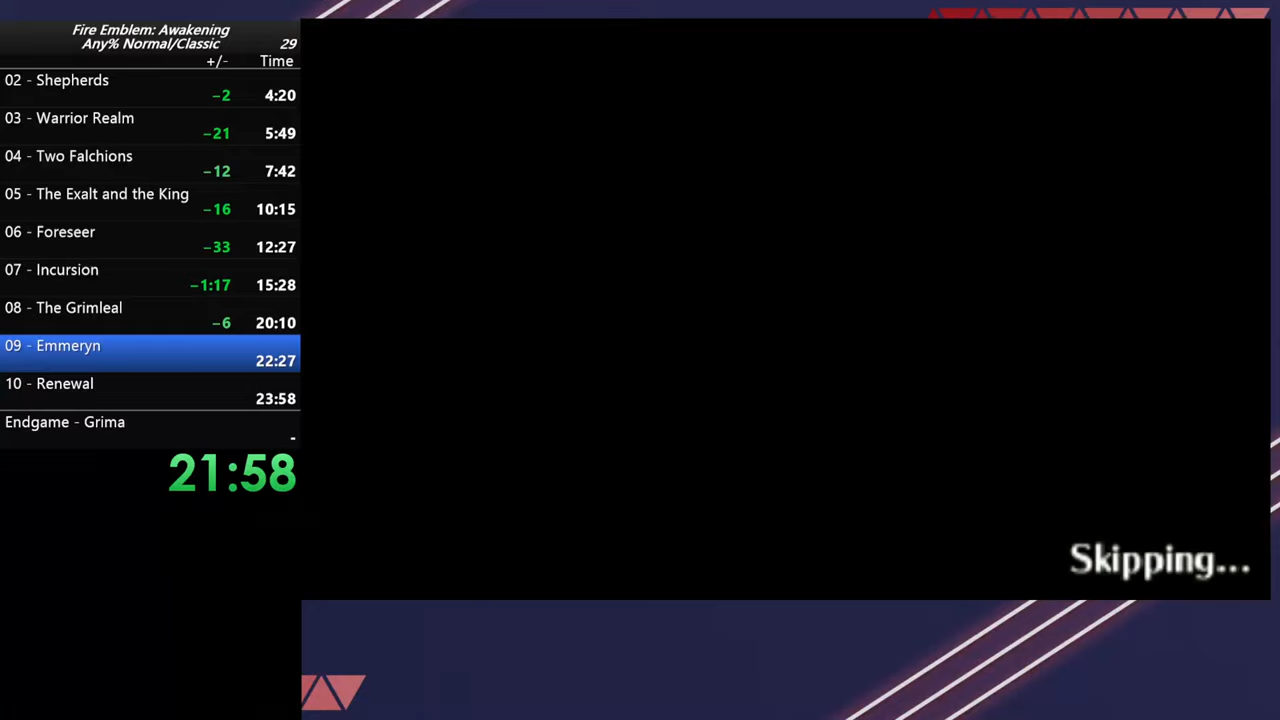 Fire Emblem: Awakening
Any% Normal/Classic 29
+/- Time
02 - Shepherds
-2 4:20
03 - Warrior Realm
-21 5:49
04 - Two Falchions
-12 7:42
05 - The Exalt and the King
-16 10:15
06 - Foreseer
-33 12:27
07 - Incursion
-1:17 15:28
08 - The Grimleal
-6 20:10
09 - Emmeryn
22:27
10 - Renewal
23:58
Endgame - Grima
-
21:58
Skipping...